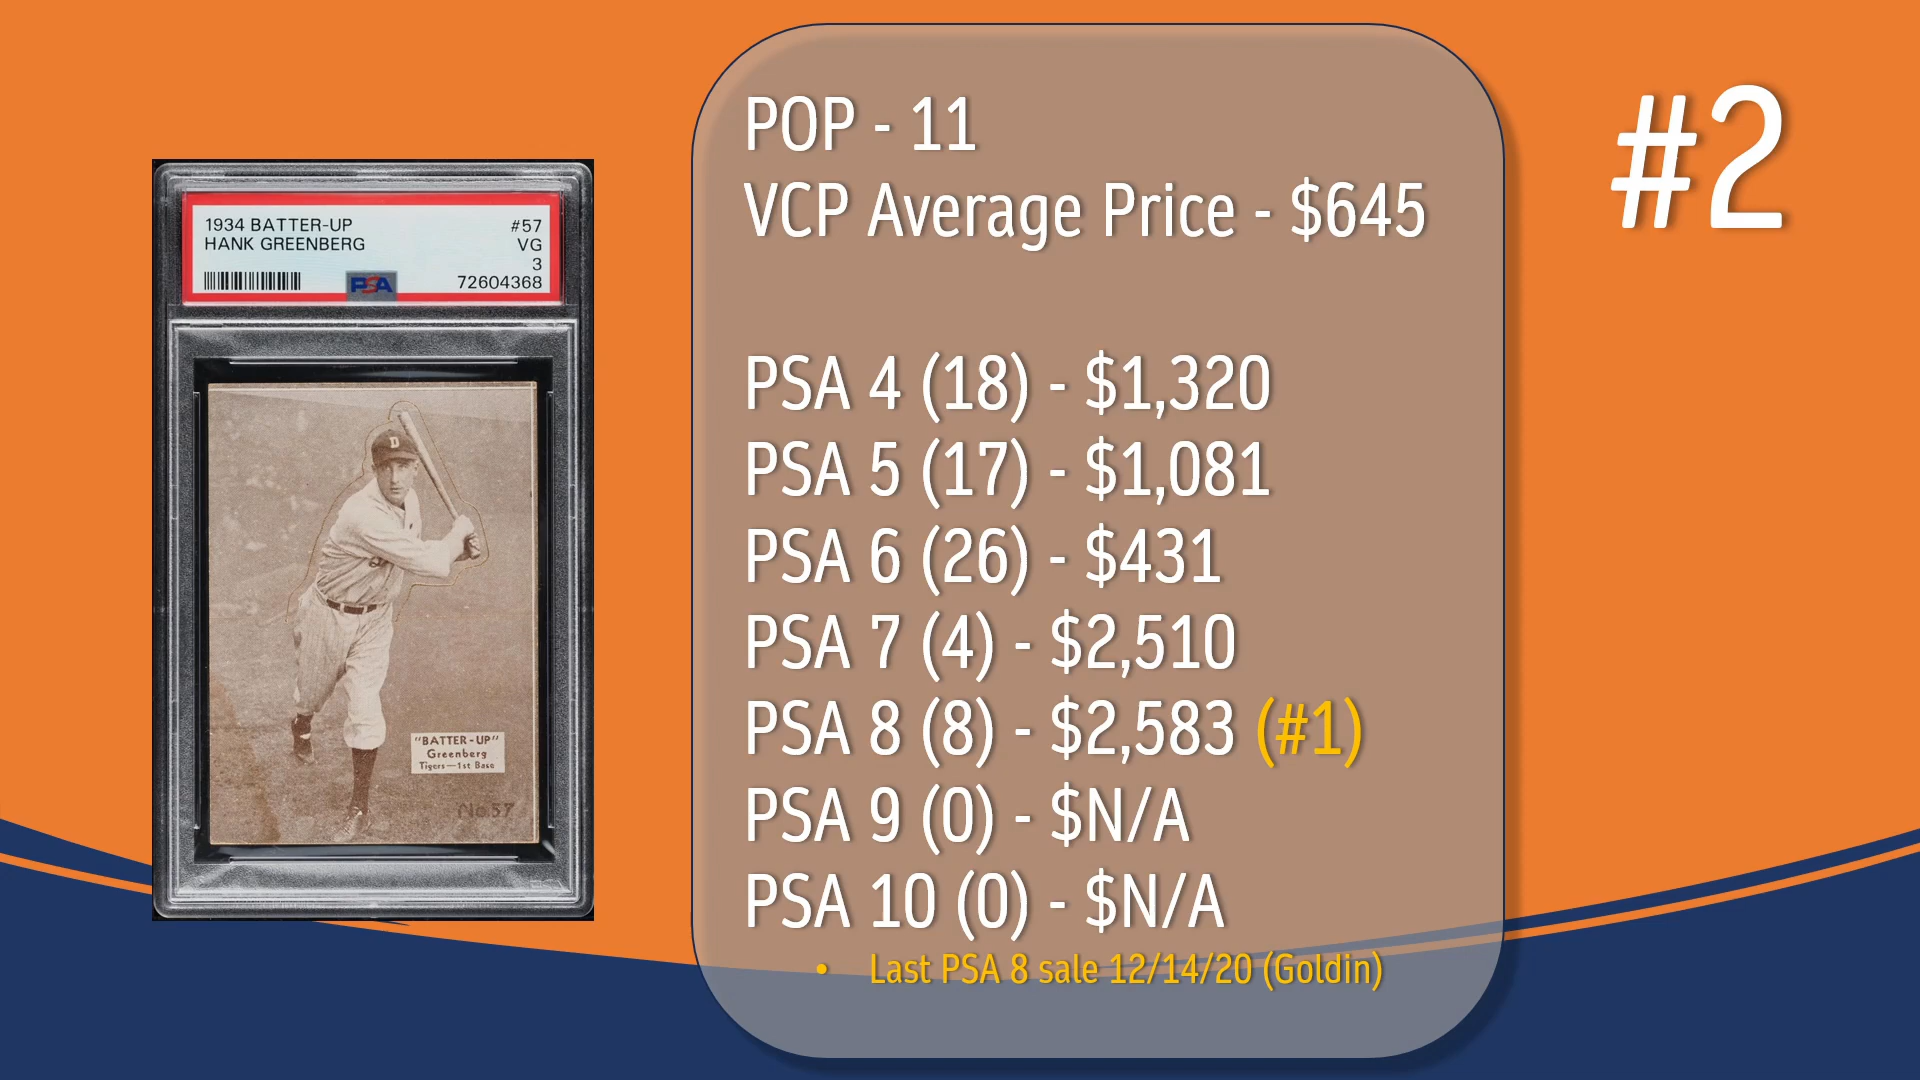 1934 BATTER-UP #57
HANK GREENBERG VG
3
PSA 72604368
D
"BATTER-UP"
Greenberg
Tigers—1st Base
No.57
POP - 11
VCP Average Price - $645
PSA 4 (18) - $1,320
PSA 5 (17) - $1,081
PSA 6 (26) - $431
PSA 7 (4) - $2,510
PSA 8 (8) - $2,583 (#1)
PSA 9 (0) - $N/A
PSA 10 (0) - $N/A
• Last PSA 8 sale 12/14/20 (Goldin)
#2